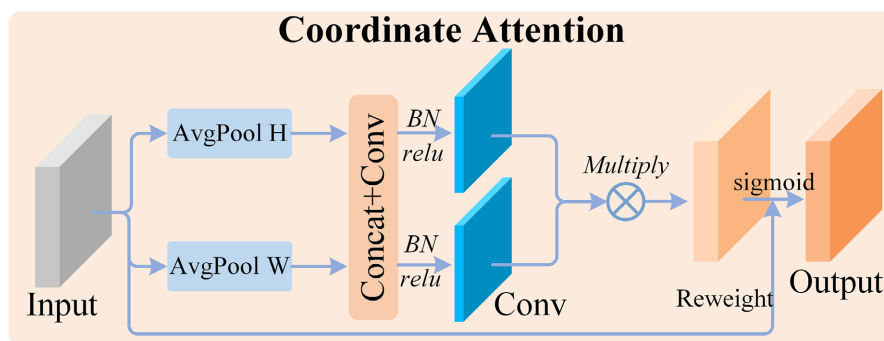 Coordinate Attention
AvgPool H
AvgPool W
Concat+Conv
BN
relu
BN
relu
Conv
Multiply
sigmoid
Reweight
Input
Output